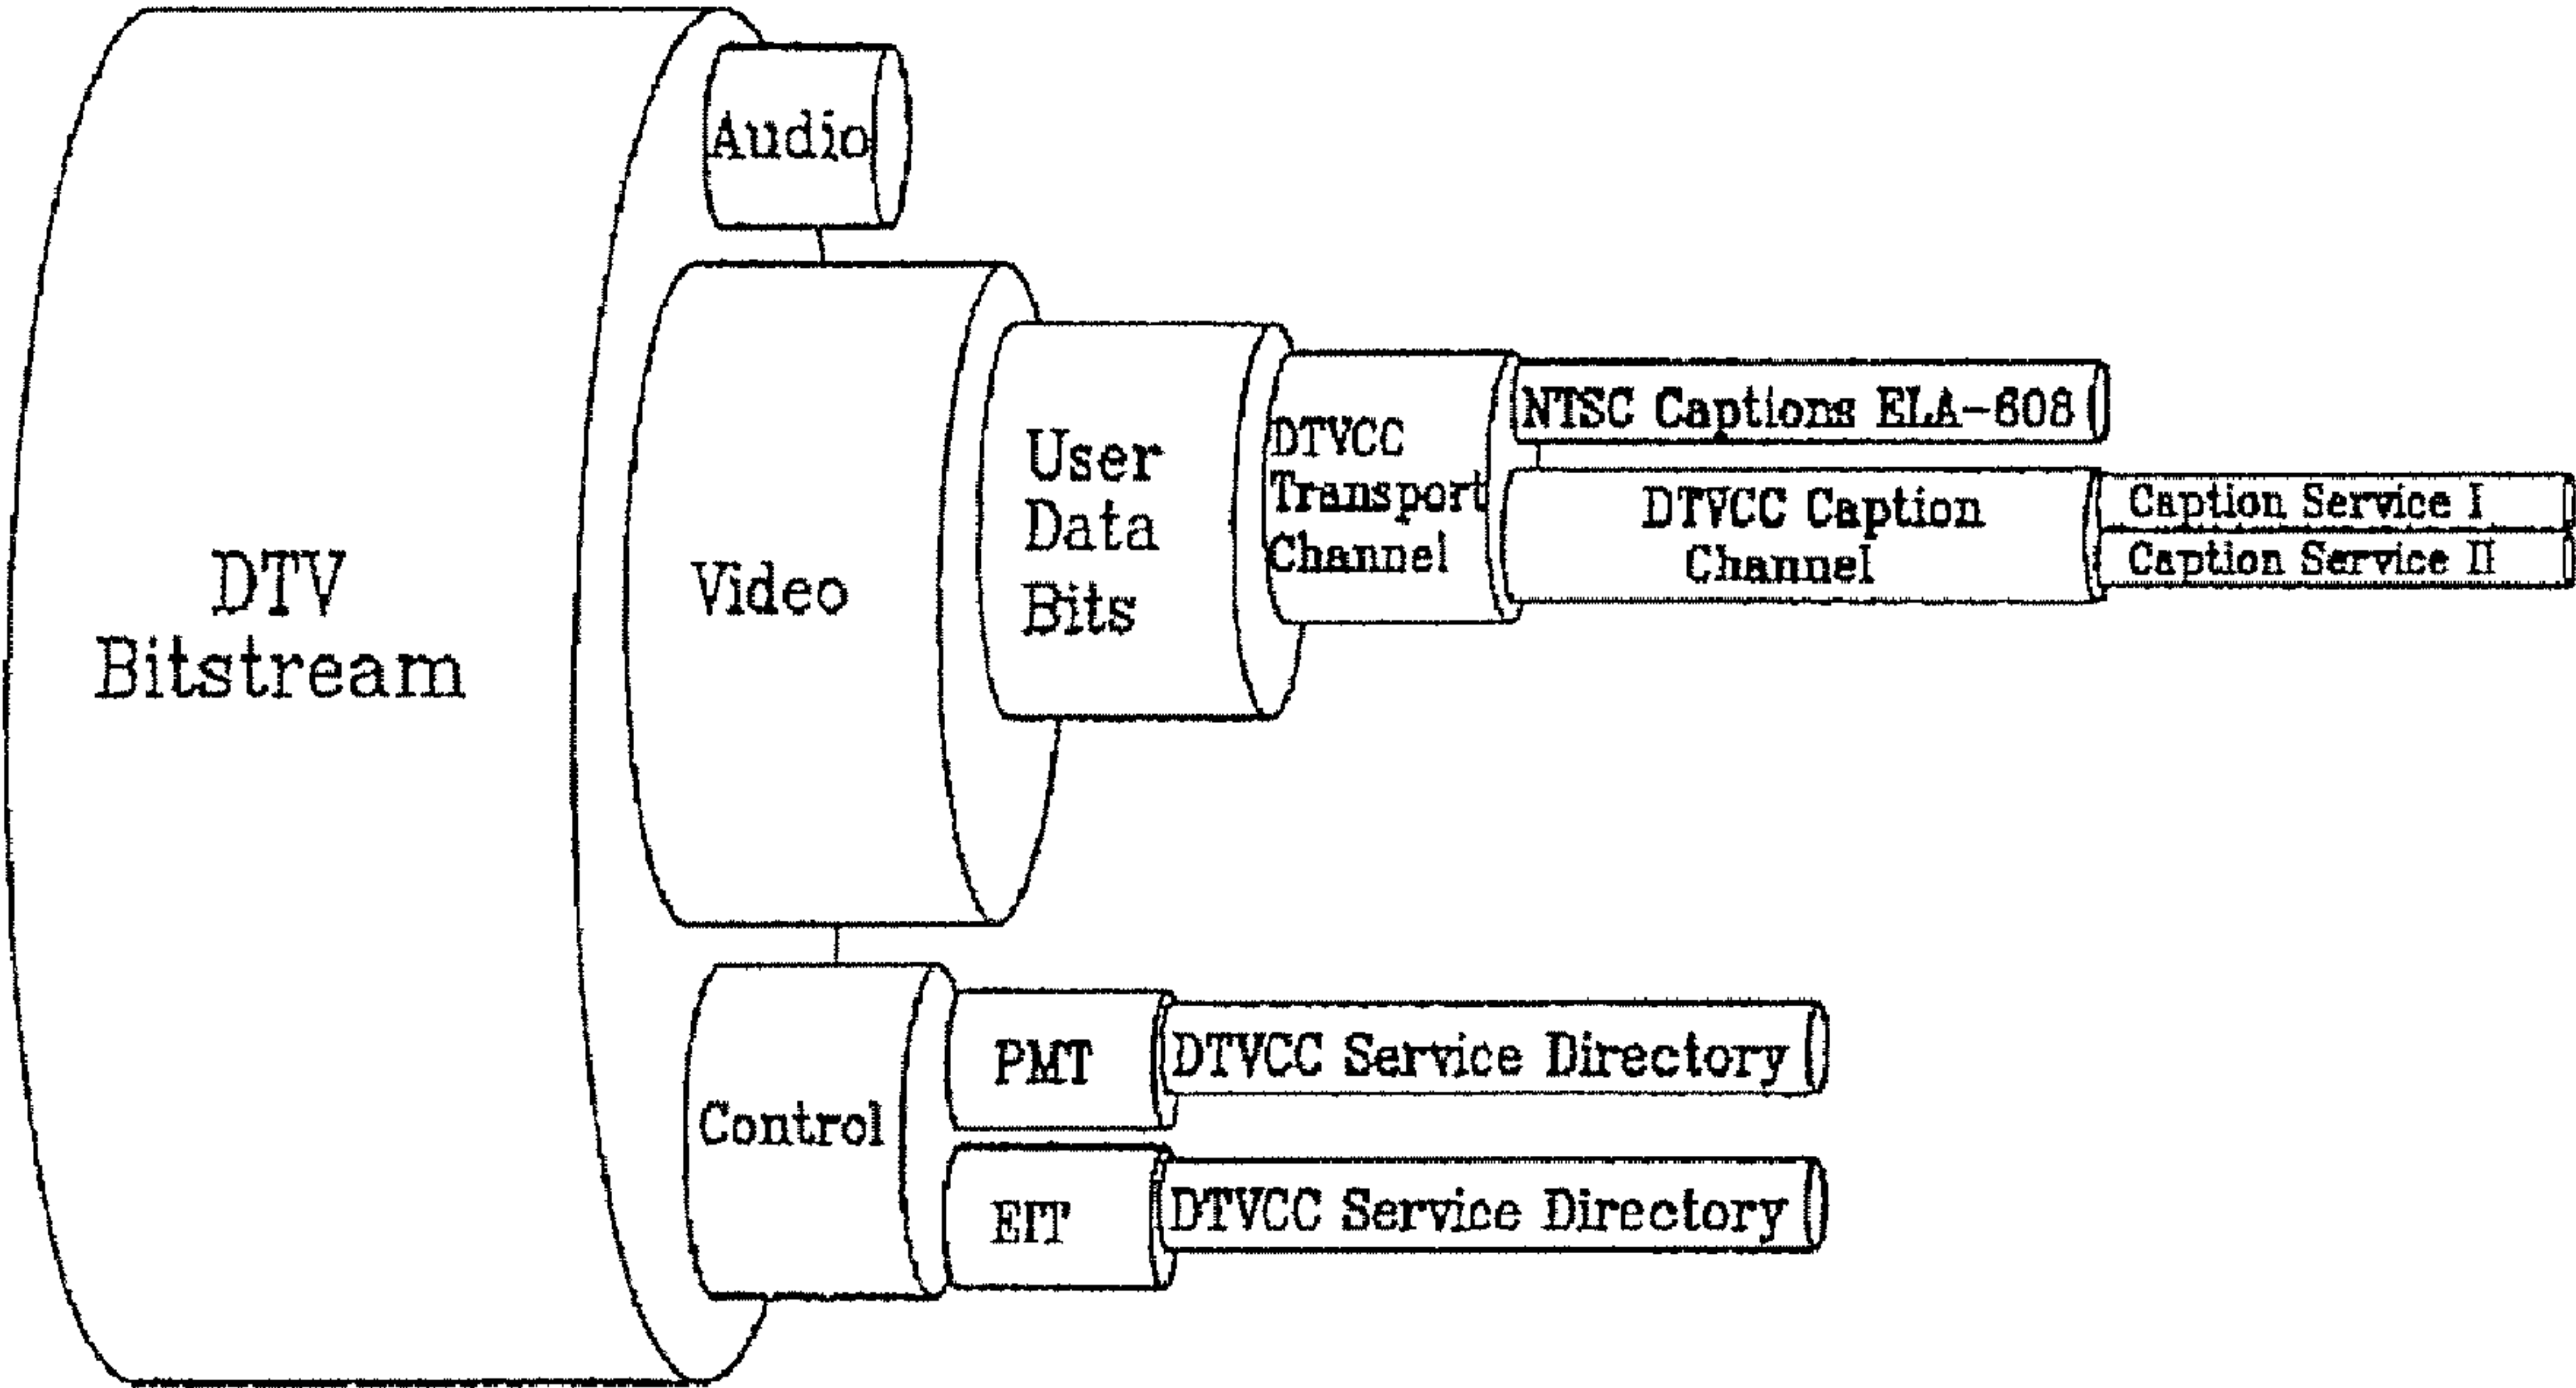 Audio
DTV
Bitstream
Video
User
Data
Bits
DTVCC
Transport
Channel
NTSC Captions ELA-608
DTVCC Caption
Channel
Caption Service I
Caption Service II
Control
PMT
DTVCC Service Directory
EIT
DTVCC Service Directory